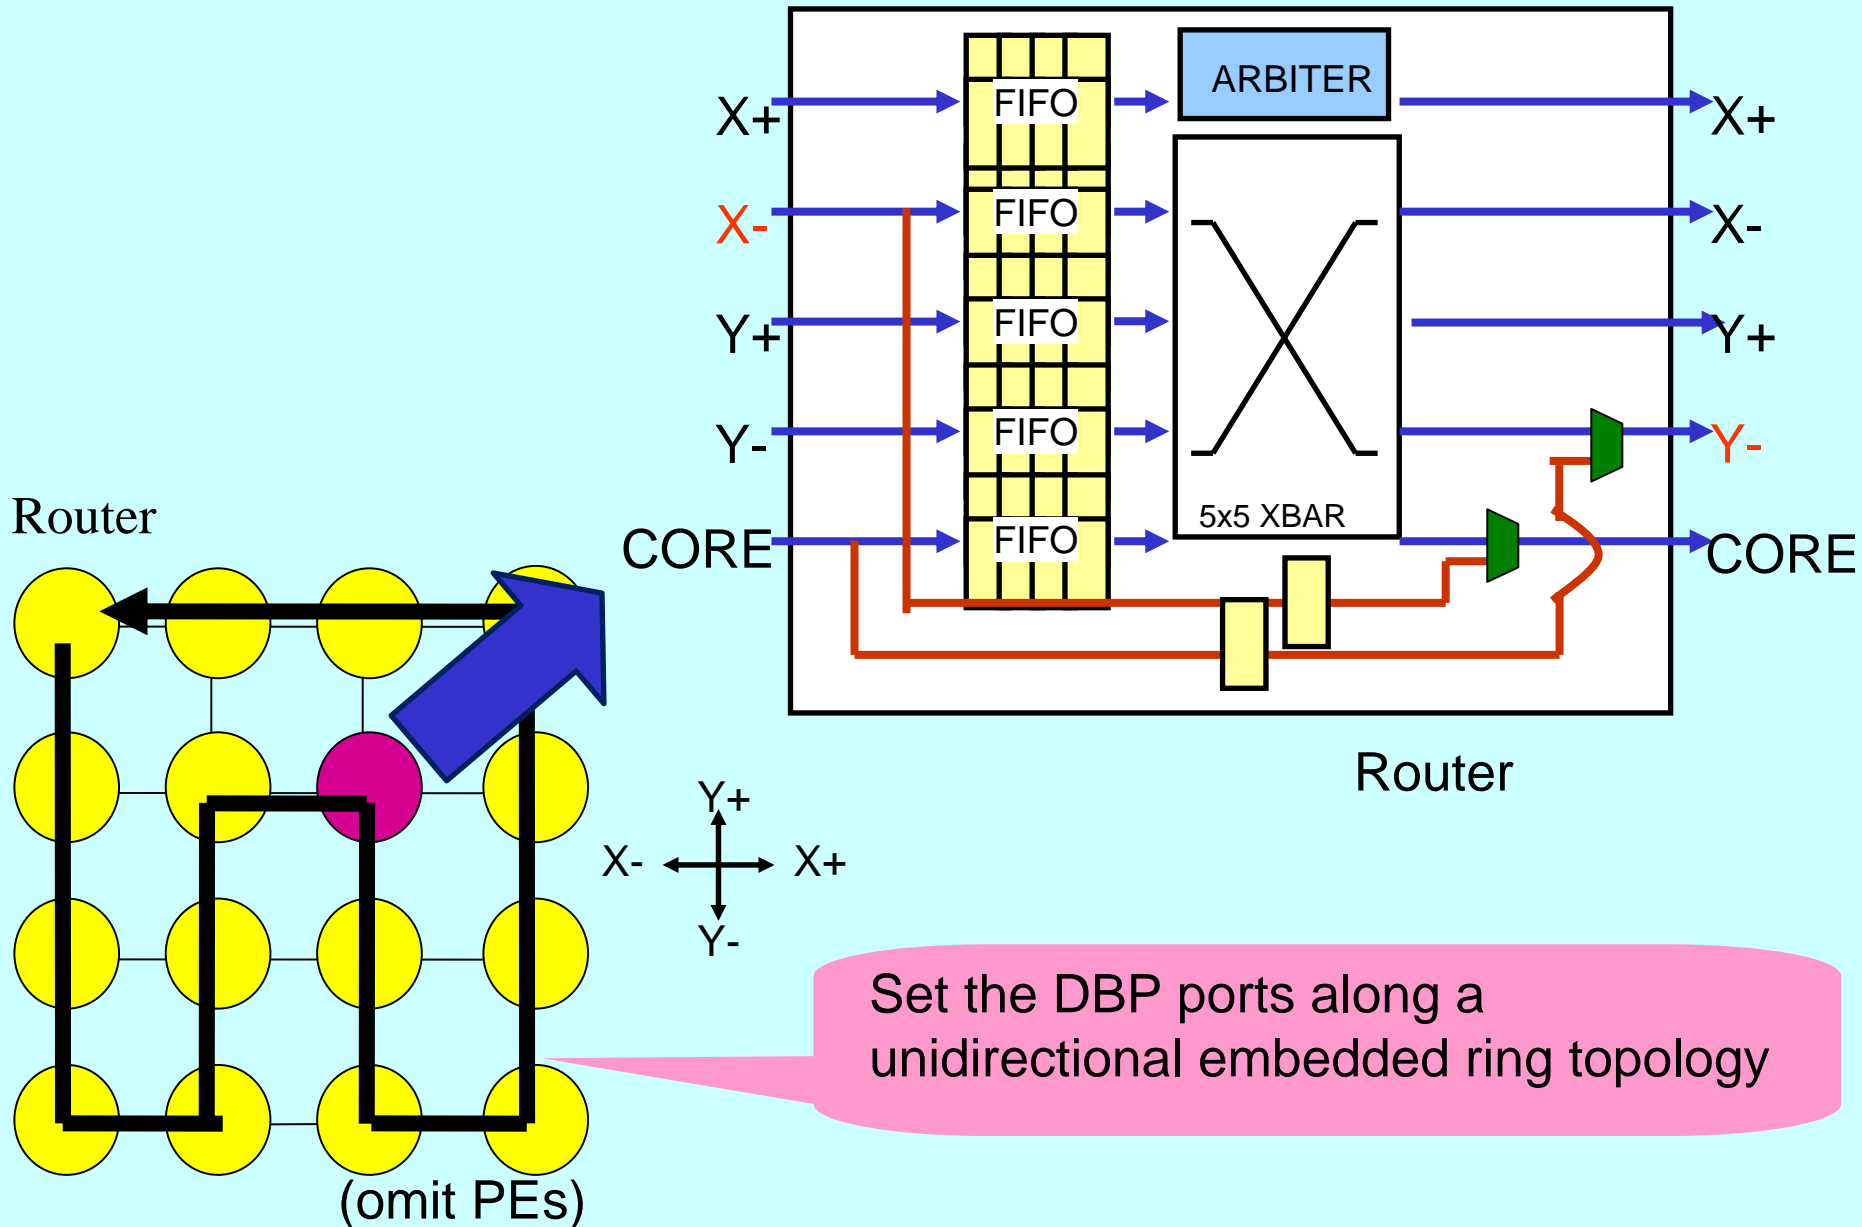 ARBITER
X+
FIFO
X+
X-
FIFO
X-
Y+
FIFO
Y+
Y-
FIFO
Y-
5x5 XBAR
CORE
FIFO
CORE
Router
Router
Y+
X-
X+
Y-
Set the DBP ports along a
unidirectional embedded ring topology
(omit PEs)